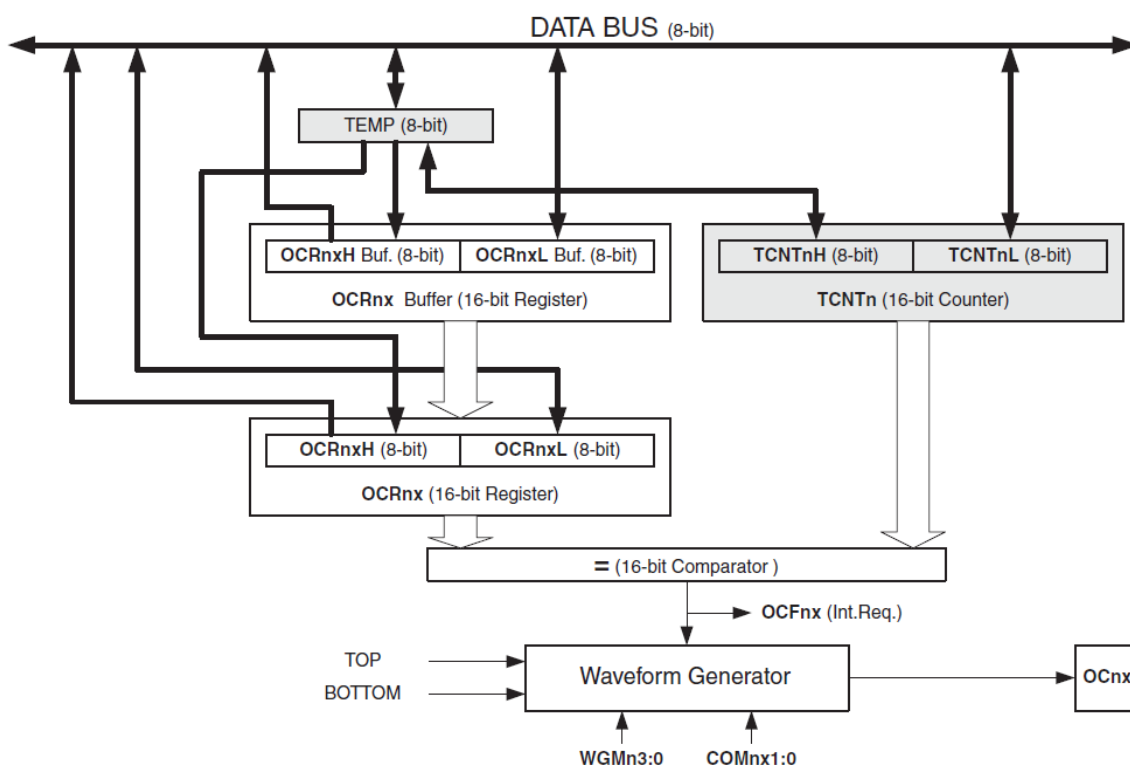 DATA BUS (8-bit)
TEMP (8-bit)
OCRnxH Buf. (8-bit) OCRnxL Buf. (8-bit)
OCRnx Buffer (16-bit Register)
TCNTnH (8-bit) TCNTnL (8-bit)
TCNTn (16-bit Counter)
OCRnxH (8-bit) OCRnxL (8-bit)
OCRnx (16-bit Register)
= (16-bit Comparator )
OCFnx (Int.Req.)
TOP
BOTTOM
Waveform Generator
OCnx
WGMn3:0 COMnx1:0